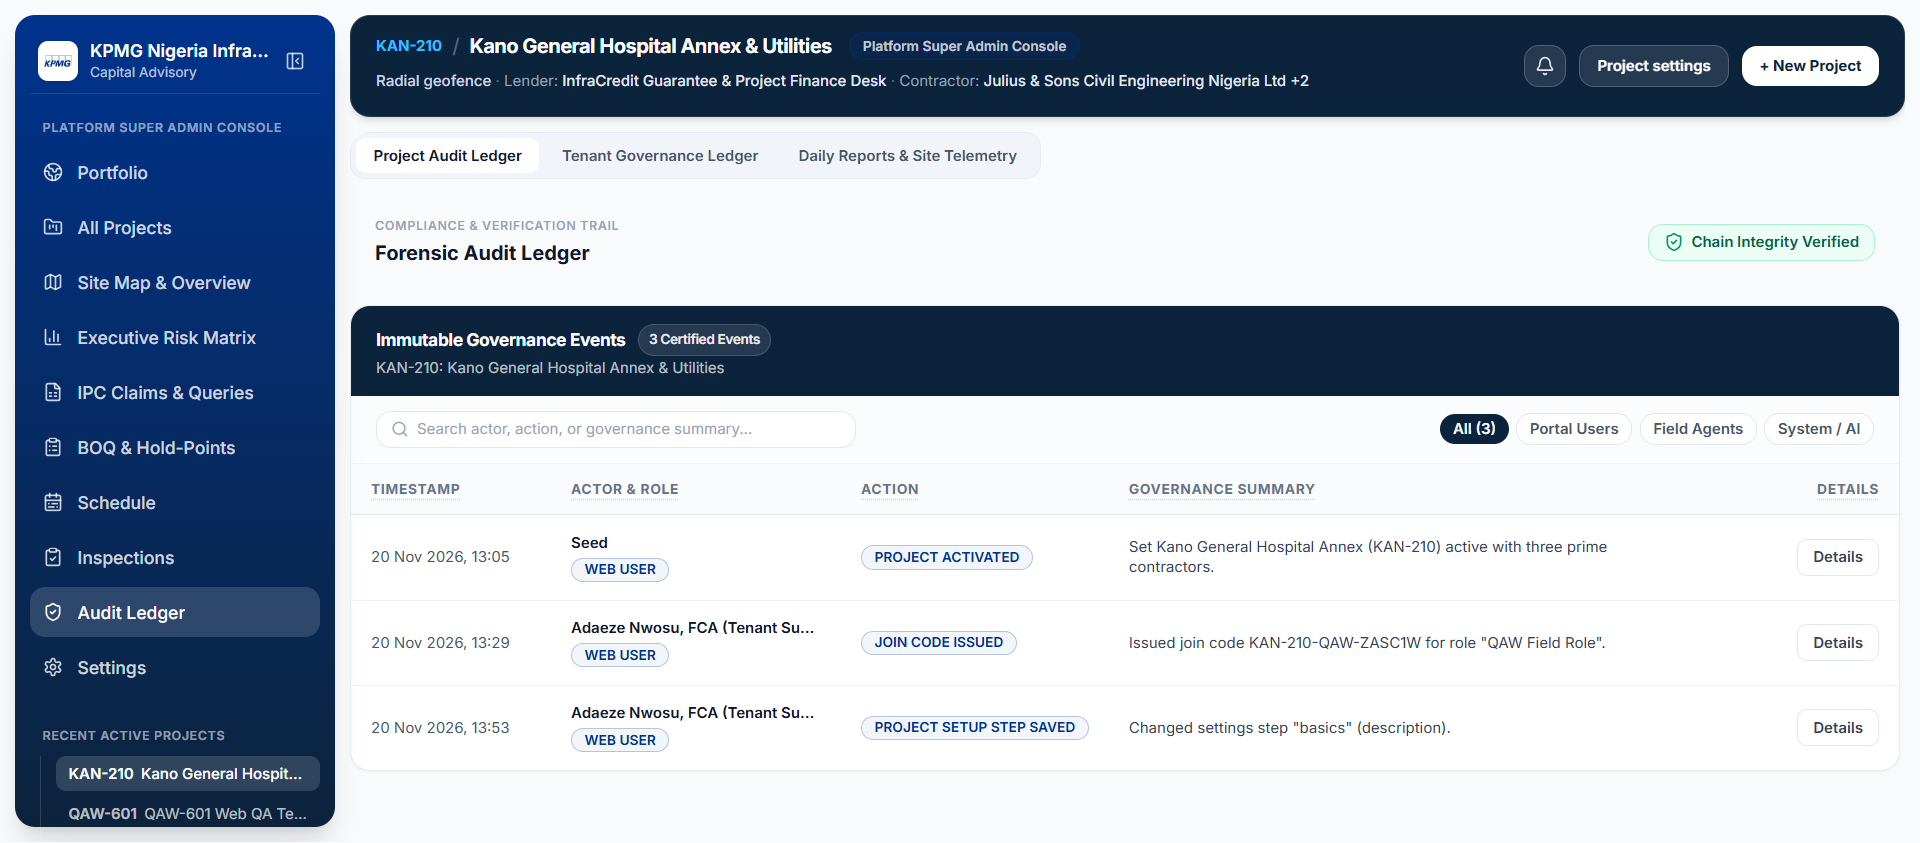 KPMG
KPMG Nigeria Infra...
Capital Advisory
PLATFORM SUPER ADMIN CONSOLE
Portfolio
All Projects
Site Map & Overview
Executive Risk Matrix
IPC Claims & Queries
BOQ & Hold-Points
Schedule
Inspections
Audit Ledger
Settings
RECENT ACTIVE PROJECTS
KAN-210 Kano General Hospit...
QAW-601 QAW-601 Web QA Te...
KAN-210 / Kano General Hospital Annex & Utilities Platform Super Admin Console
Radial geofence · Lender: InfraCredit Guarantee & Project Finance Desk · Contractor: Julius & Sons Civil Engineering Nigeria Ltd +2
Project settings
+ New Project
Project Audit Ledger Tenant Governance Ledger Daily Reports & Site Telemetry
COMPLIANCE & VERIFICATION TRAIL
Forensic Audit Ledger
Chain Integrity Verified
Immutable Governance Events 3 Certified Events
KAN-210: Kano General Hospital Annex & Utilities
Search actor, action, or governance summary...
All (3) Portal Users Field Agents System / AI
TIMESTAMP ACTOR & ROLE ACTION GOVERNANCE SUMMARY DETAILS
20 Nov 2026, 13:05
Seed
WEB USER
PROJECT ACTIVATED
Set Kano General Hospital Annex (KAN-210) active with three prime
contractors.
Details
20 Nov 2026, 13:29
Adaeze Nwosu, FCA (Tenant Su...
WEB USER
JOIN CODE ISSUED
Issued join code KAN-210-QAW-ZASC1W for role "QAW Field Role".
Details
20 Nov 2026, 13:53
Adaeze Nwosu, FCA (Tenant Su...
WEB USER
PROJECT SETUP STEP SAVED
Changed settings step "basics" (description).
Details